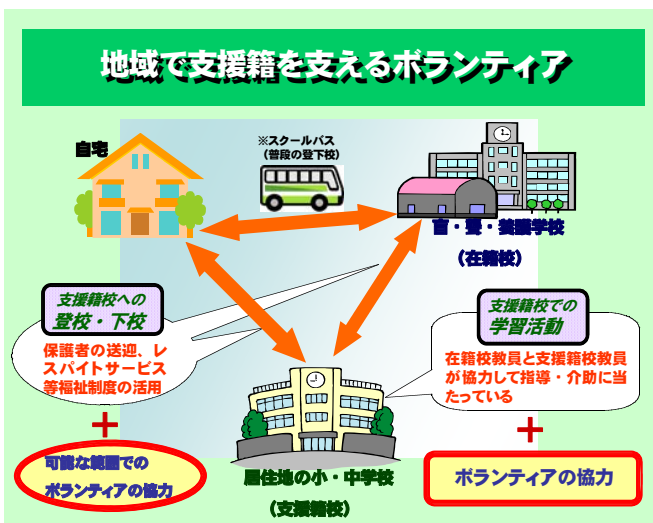 地域で支援籍を支えるボランティア
自宅
※スクールバス
（普段の登下校）
盲・聾・養護学校
（在籍校）
支援籍校への
登校・下校
保護者の送迎、レ
スパイトサービス
等福祉制度の活用
＋
可能な範囲での
ボランティアの協力
支援籍校での
学習活動
在籍校教員と支援籍校教員
が協力して指導・介助に当
たっている
＋
ボランティアの協力
居住地の小・中学校
（支援籍校）